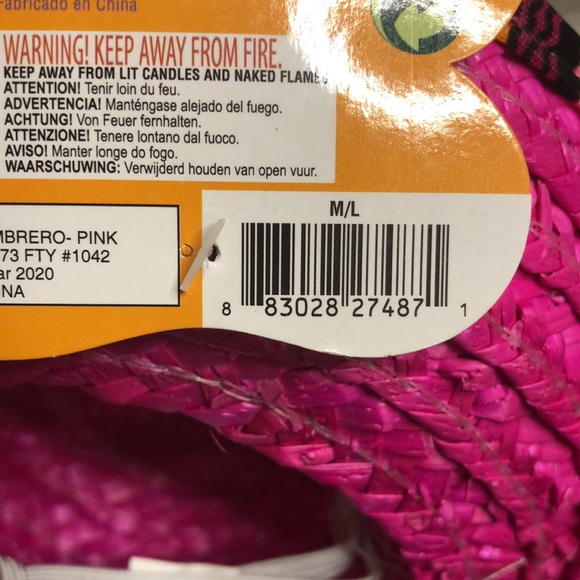 Fabricado en China
WARNING! KEEP AWAY FROM FIRE.
KEEP AWAY FROM LIT CANDLES AND NAKED FLAMES
ATTENTION! Tenir loin du feu.
ADVERTENCIA! Manténgase alejado del fuego.
ACHTUNG! Von Feuer fernhalten.
ATTENZIONE! Tenere lontano dal fuoco.
AVISO! Manter longe do fogo.
WAARSCHUWING: Verwijderd houden van open vuur.
MBRERO- PINK
73 FTY #1042
ar 2020
INA
M/L
8 83028 27487 1